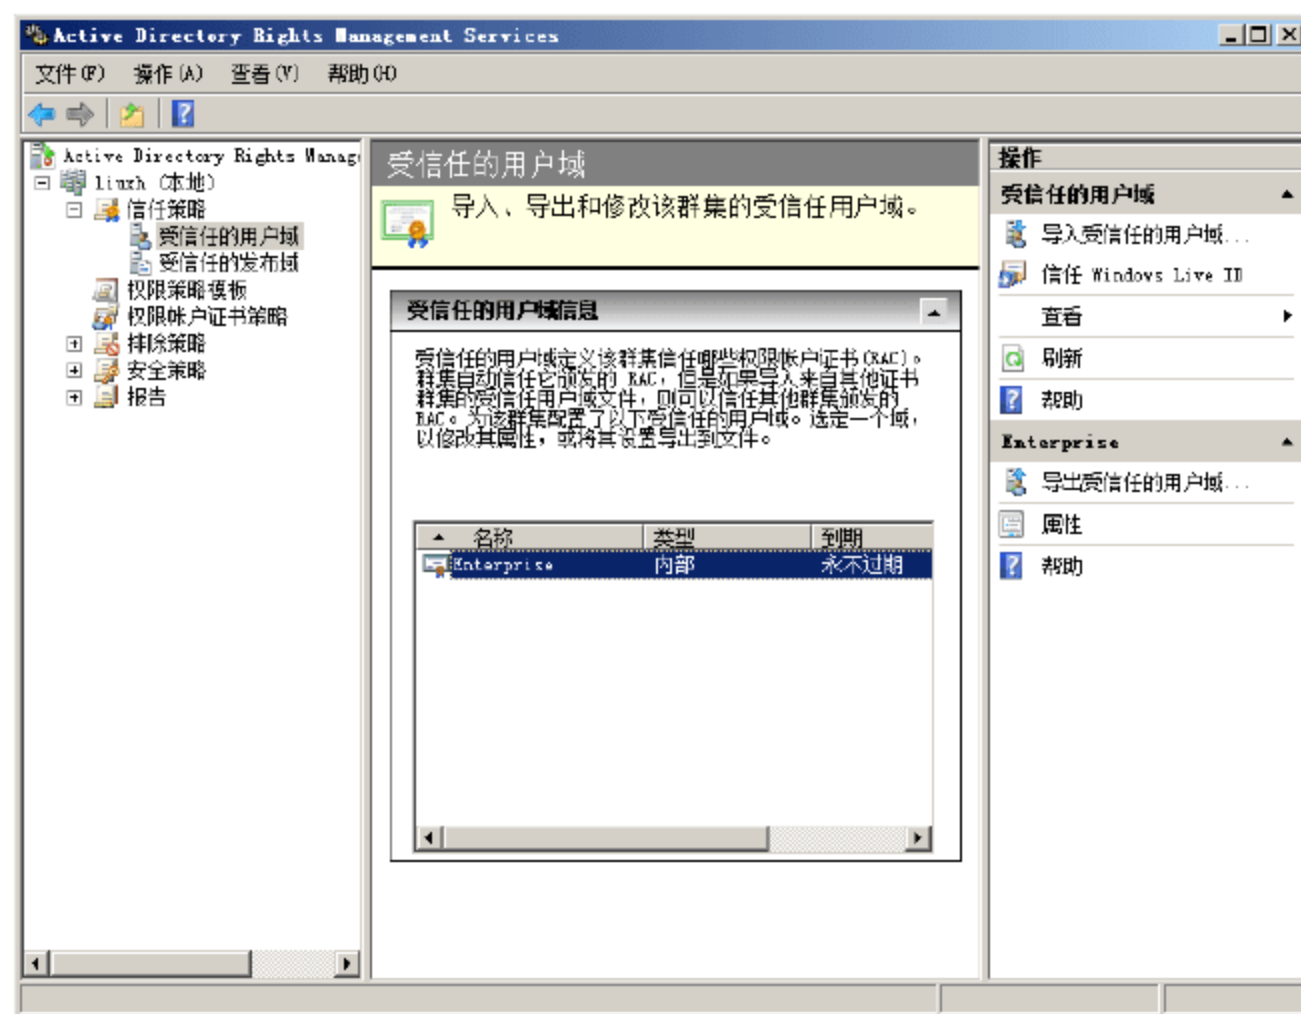 Active Directory Rights Management Services
文件(F) 操作(A) 查看(V) 帮助(H)
Active Directory Rights Manag
liuxh (本地)
信任策略
受信任的用户域
受信任的发布域
权限策略模板
权限帐户证书策略
排除策略
安全策略
报告
受信任的用户域
导入、导出和修改该群集的受信任用户域。
受信任的用户域信息
受信任的用户域定义该群集信任哪些权限帐户证书(RAC)。
群集自动信任它颁发的 RAC，但是如果导入来自其他证书
群集的受信任用户域文件，则可以信任其他群集颁发的
RAC。为该群集配置了以下受信任的用户域。选定一个域，
以修改其属性，或将其设置导出到文件。
名称 类型 到期
Enterprise 内部 永不过期
操作
受信任的用户域
导入受信任的用户域...
信任 Windows Live ID
查看
刷新
帮助
Enterprise
导出受信任的用户域...
属性
帮助